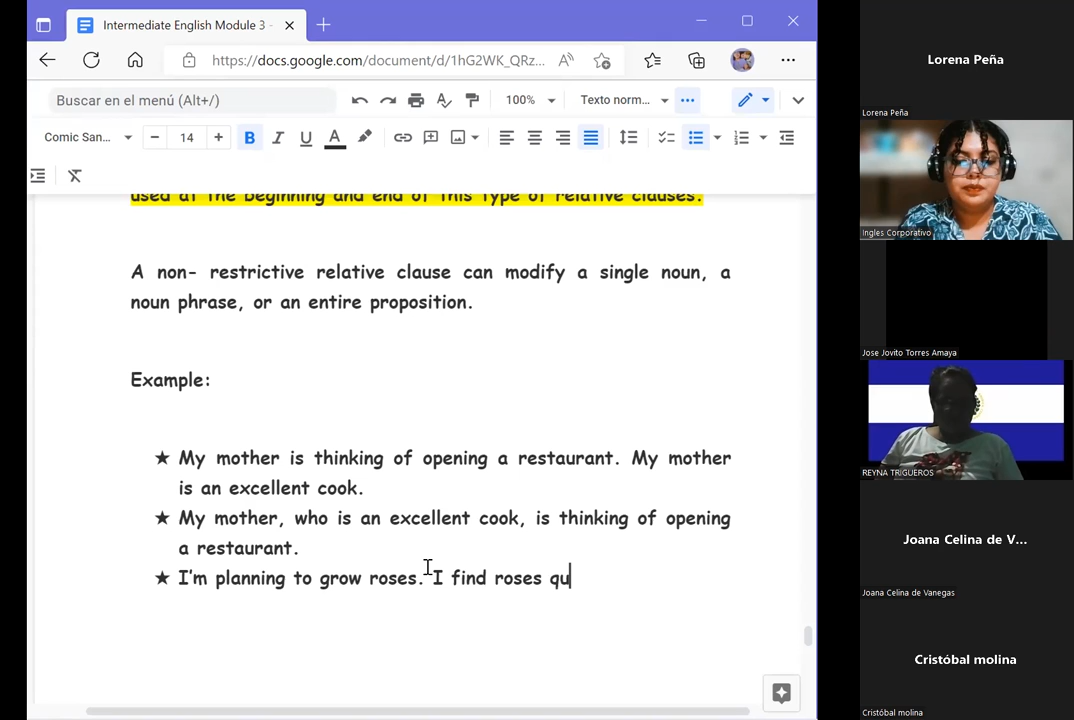 Intermediate English Module 3 -
https://docs.google.com/document/d/1hG2WK_QRz...
Buscar en el menú (Alt+/)
100%
Texto norm...
Comic San...
14
used at the beginning and end of this type of relative clauses.
A non- restrictive relative clause can modify a single noun, a
noun phrase, or an entire proposition.
Example:
★ My mother is thinking of opening a restaurant. My mother
is an excellent cook.
★ My mother, who is an excellent cook, is thinking of opening
a restaurant.
★ I'm planning to grow roses. I find roses qu
Lorena Peña
Lorena Peña
Ingles Corporativo
Jose Jovito Torres Amaya
REYNA TRIGUEROS
Joana Celina de V...
Joana Celina de Vanegas
Cristóbal molina
Cristóbal molina